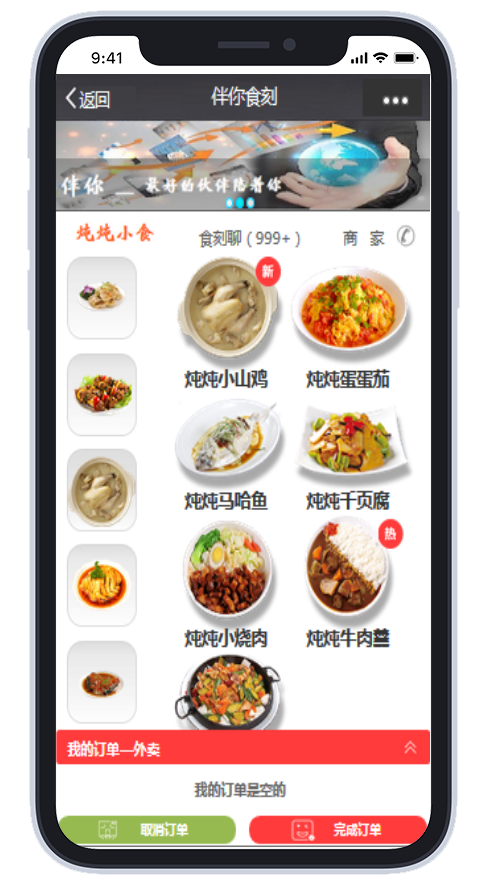 9:41
返回
伴你食刻
伴你 — 最好的伙伴陪着你
炖炖小食
食刻聊 ( 999+ )
商 家
新
炖炖小山鸡
炖炖蛋蛋茄
炖炖马哈鱼
炖炖千页腐
热
炖炖小烧肉
炖炖牛肉羹
我的订单—外卖
我的订单是空的
取消订单
完成订单